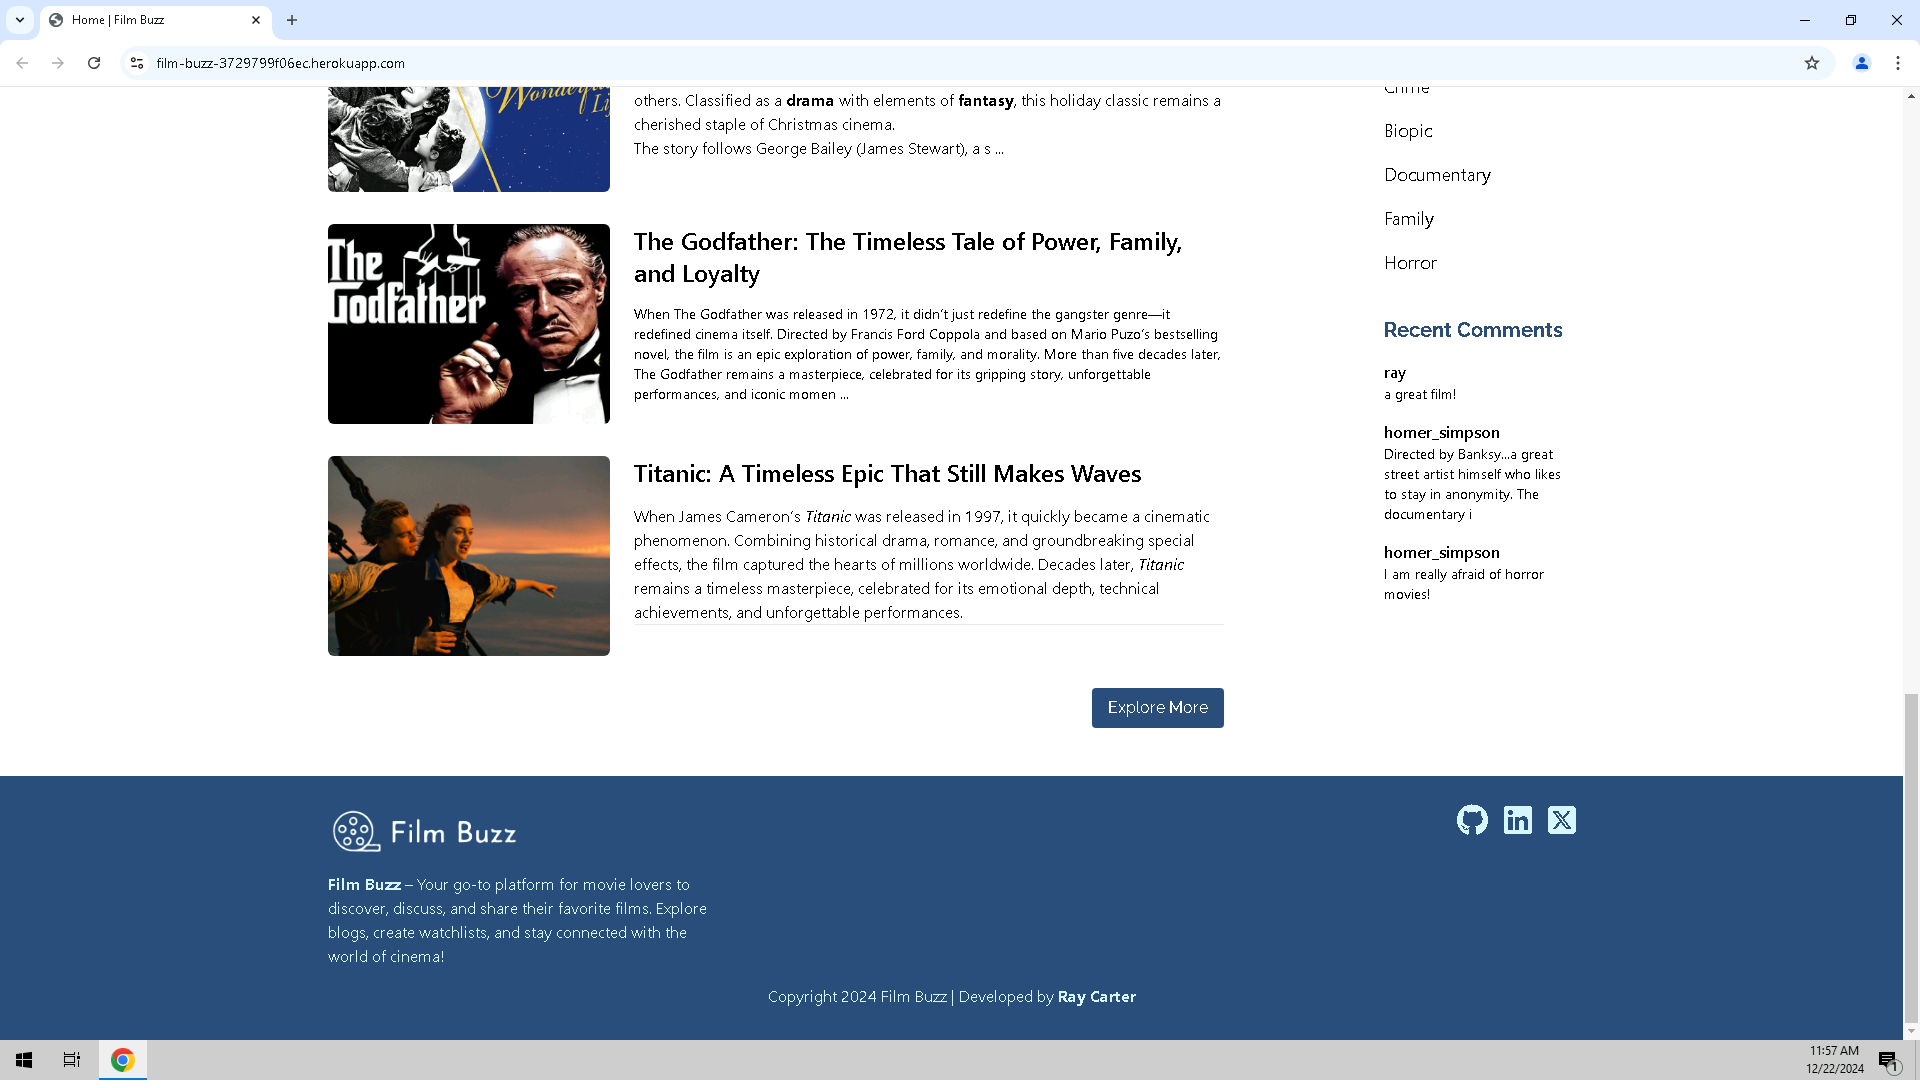 Home | Film Buzz
film-buzz-3729799f06ec.herokuapp.com
Wonderful
Li
others. Classified as a drama with elements of fantasy, this holiday classic remains a
cherished staple of Christmas cinema.
The story follows George Bailey (James Stewart), a s ...
The
Godfather
The Godfather: The Timeless Tale of Power, Family,
and Loyalty
When The Godfather was released in 1972, it didn’t just redefine the gangster genre—it
redefined cinema itself. Directed by Francis Ford Coppola and based on Mario Puzo’s bestselling
novel, the film is an epic exploration of power, family, and morality. More than five decades later,
The Godfather remains a masterpiece, celebrated for its gripping story, unforgettable
performances, and iconic momen ...
Titanic: A Timeless Epic That Still Makes Waves
When James Cameron’s Titanic was released in 1997, it quickly became a cinematic
phenomenon. Combining historical drama, romance, and groundbreaking special
effects, the film captured the hearts of millions worldwide. Decades later, Titanic
remains a timeless masterpiece, celebrated for its emotional depth, technical
achievements, and unforgettable performances.
Explore More
Crime
Biopic
Documentary
Family
Horror
Recent Comments
ray
a great film!
homer_simpson
Directed by Banksy...a great
street artist himself who likes
to stay in anonymity. The
documentary i
homer_simpson
I am really afraid of horror
movies!
Film Buzz
Film Buzz – Your go-to platform for movie lovers to
discover, discuss, and share their favorite films. Explore
blogs, create watchlists, and stay connected with the
world of cinema!
Copyright 2024 Film Buzz | Developed by Ray Carter
11:57 AM
12/22/2024
1